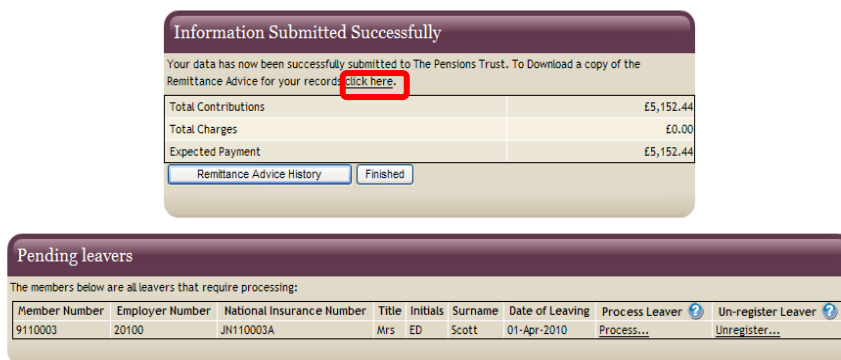 Information Submitted Successfully
Your data has now been successfully submitted to The Pensions Trust. To Download a copy of the
Remittance Advice for your records click here.
Total Contributions £5,152.44
Total Charges £0.00
Expected Payment £5,152.44
Remittance Advice History Finished
Pending leavers
The members below are all leavers that require processing:
Member Number Employer Number National Insurance Number Title Initials Surname Date of Leaving Process Leaver ? Un-register Leaver ?
9110003 20100 JN110003A Mrs ED Scott 01-Apr-2010 Process... Unregister...